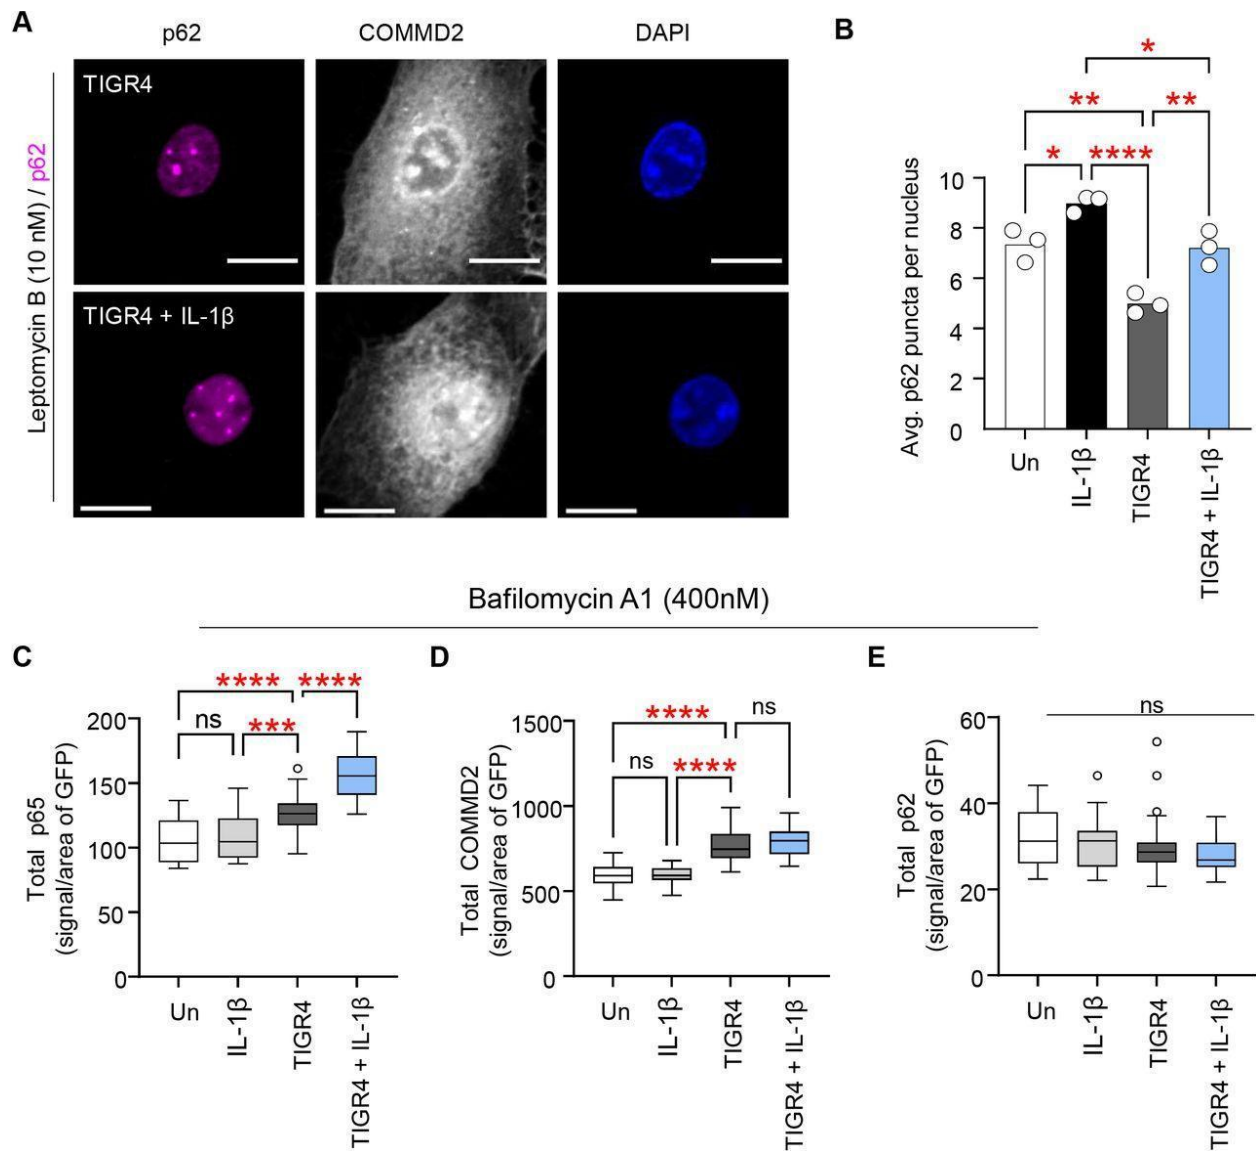 A
p62
COMMD2
DAPI
Leptomycin B (10 nM) / p62
TIGR4
TIGR4 + IL-1β
B
*
** **
* ****
Avg. p62 puncta per nucleus
10
8
6
4
2
0
Un
IL-1β
TIGR4
TIGR4 + IL-1β
Bafilomycin A1 (400nM)
C
**** ****
ns ***
Total p65
(signal/area of GFP)
200
150
100
50
0
Un
IL-1β
TIGR4
TIGR4 + IL-1β
D
**** ns
ns ****
Total COMMD2
(signal/area of GFP)
1500
1000
500
0
Un
IL-1β
TIGR4
TIGR4 + IL-1β
E
ns
Total p62
(signal/area of GFP)
60
40
20
0
Un
IL-1β
TIGR4
TIGR4 + IL-1β